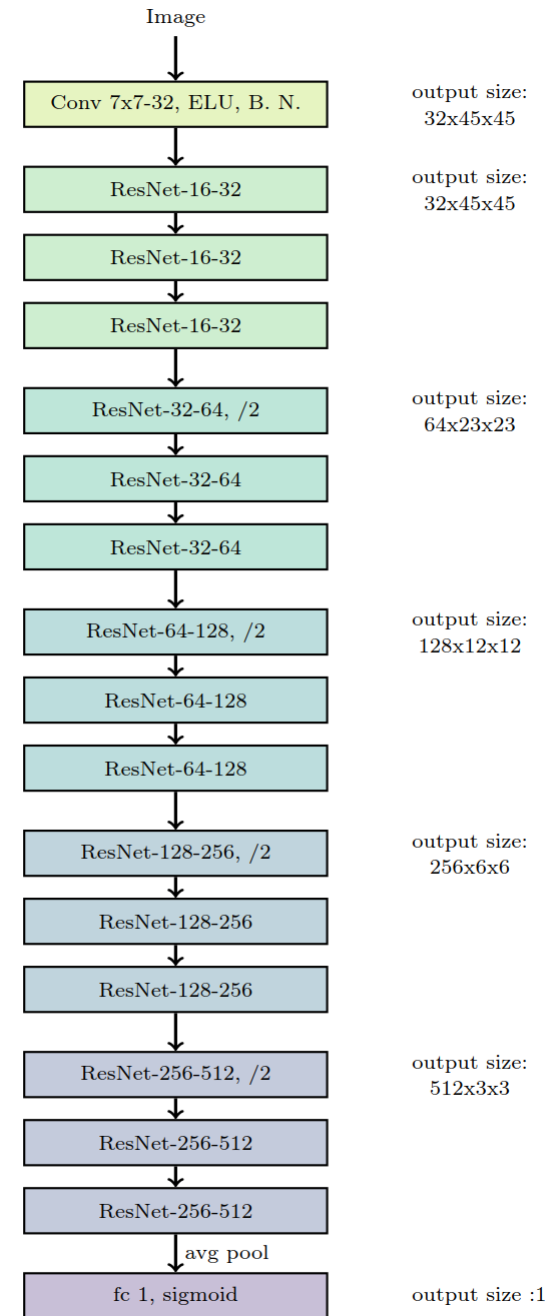 Image
Conv 7x7-32, ELU, B. N.
output size:
32x45x45
ResNet-16-32
output size:
32x45x45
ResNet-16-32
ResNet-16-32
ResNet-32-64, /2
output size:
64x23x23
ResNet-32-64
ResNet-32-64
ResNet-64-128, /2
output size:
128x12x12
ResNet-64-128
ResNet-64-128
ResNet-128-256, /2
output size:
256x6x6
ResNet-128-256
ResNet-128-256
ResNet-256-512, /2
output size:
512x3x3
ResNet-256-512
ResNet-256-512
avg pool
fc 1, sigmoid
output size :1